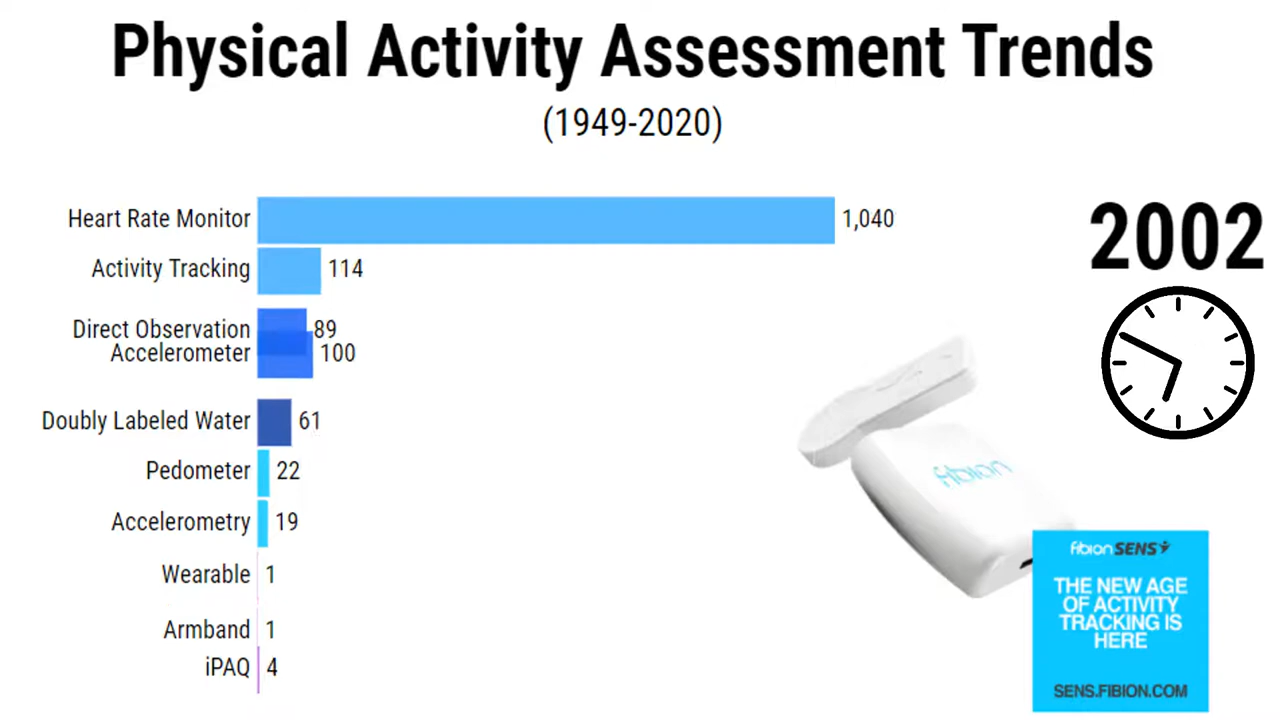 Physical Activity Assessment Trends
(1949-2020)
Heart Rate Monitor 1,040
2002
Activity Tracking 114
Direct Observation 89
Accelerometer 100
Doubly Labeled Water 61
Pedometer 22
fibion
Accelerometry 19
fibion SENS
Wearable 1
THE NEW AGE
OF ACTIVITY
TRACKING IS
HERE
Armband 1
iPAQ 4
SENS.FIBION.COM